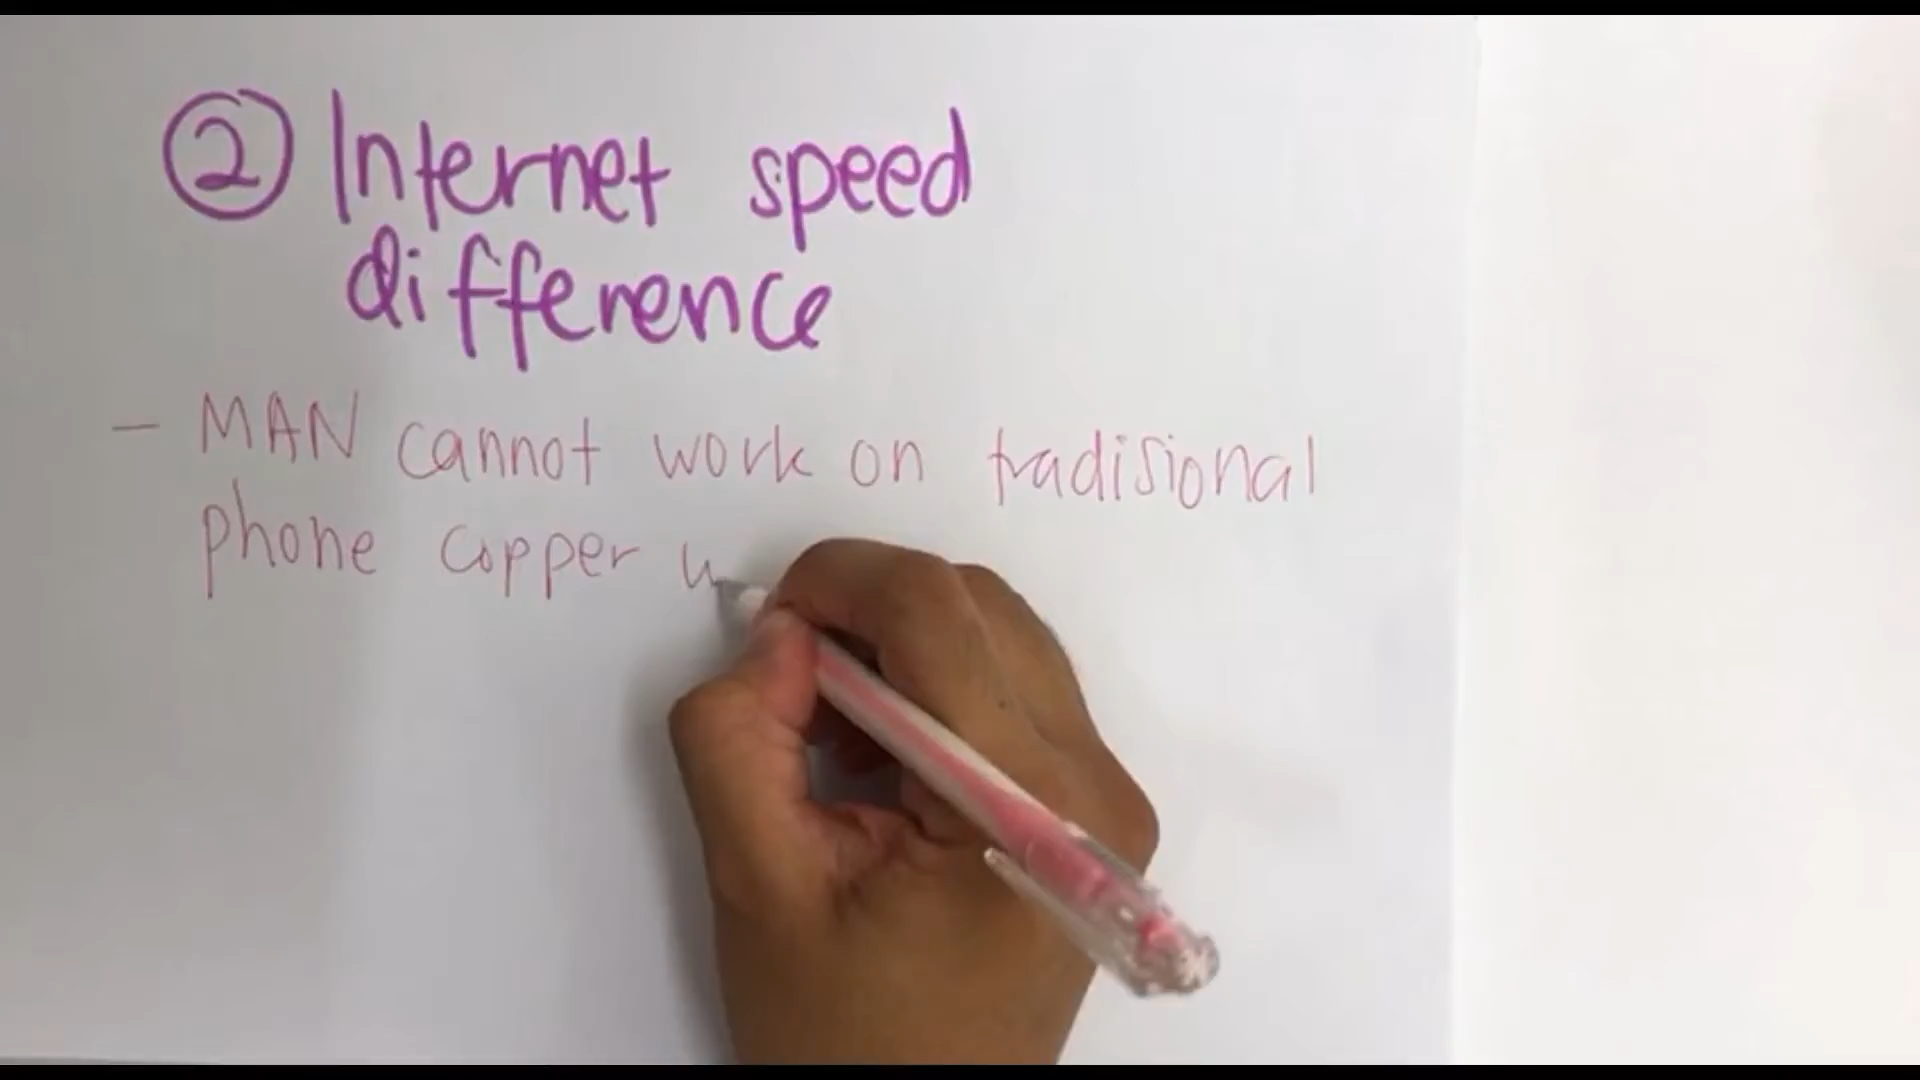 ② Internet speed
difference
- MAN cannot work on tradisional
phone copper